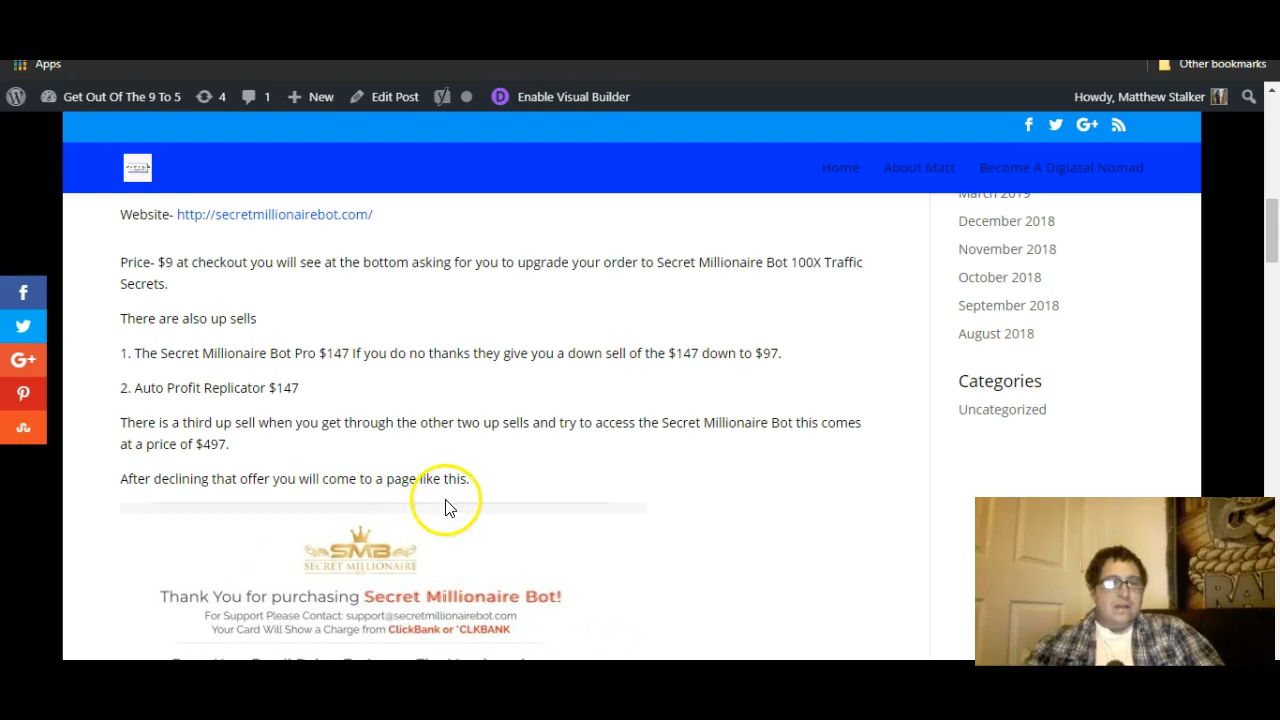 Apps
Other bookmarks
Get Out Of The 9 To 5
4
1
New
Edit Post
Enable Visual Builder
Howdy, Matthew Stalker
Home
About Matt
Become A Digiatal Nomad
March 2019
Website- http://secretmillionairebot.com/
December 2018
November 2018
Price- $9 at checkout you will see at the bottom asking for you to upgrade your order to Secret Millionaire Bot 100X Traffic
Secrets.
October 2018
September 2018
There are also up sells
August 2018
1. The Secret Millionaire Bot Pro $147 If you do no thanks they give you a down sell of the $147 down to $97.
Categories
2. Auto Profit Replicator $147
Uncategorized
There is a third up sell when you get through the other two up sells and try to access the Secret Millionaire Bot this comes
at a price of $497.
After declining that offer you will come to a page like this.
SMB
SECRET MILLIONAIRE
Thank You for purchasing Secret Millionaire Bot!
For Support Please Contact: support@secretmillionairebot.com
Your Card Will Show a Charge from ClickBank or *CLKBANK